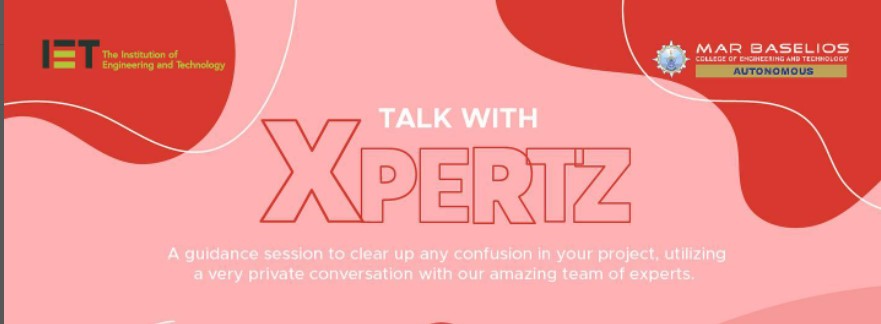 IET The Institution of
Engineering and Technology
MAR BASELIOS
COLLEGE OF ENGINEERING AND TECHNOLOGY
AUTONOMOUS
TALK WITH
XPERT'Z
A guidance session to clear up any confusion in your project, utilizing
a very private conversation with our amazing team of experts.